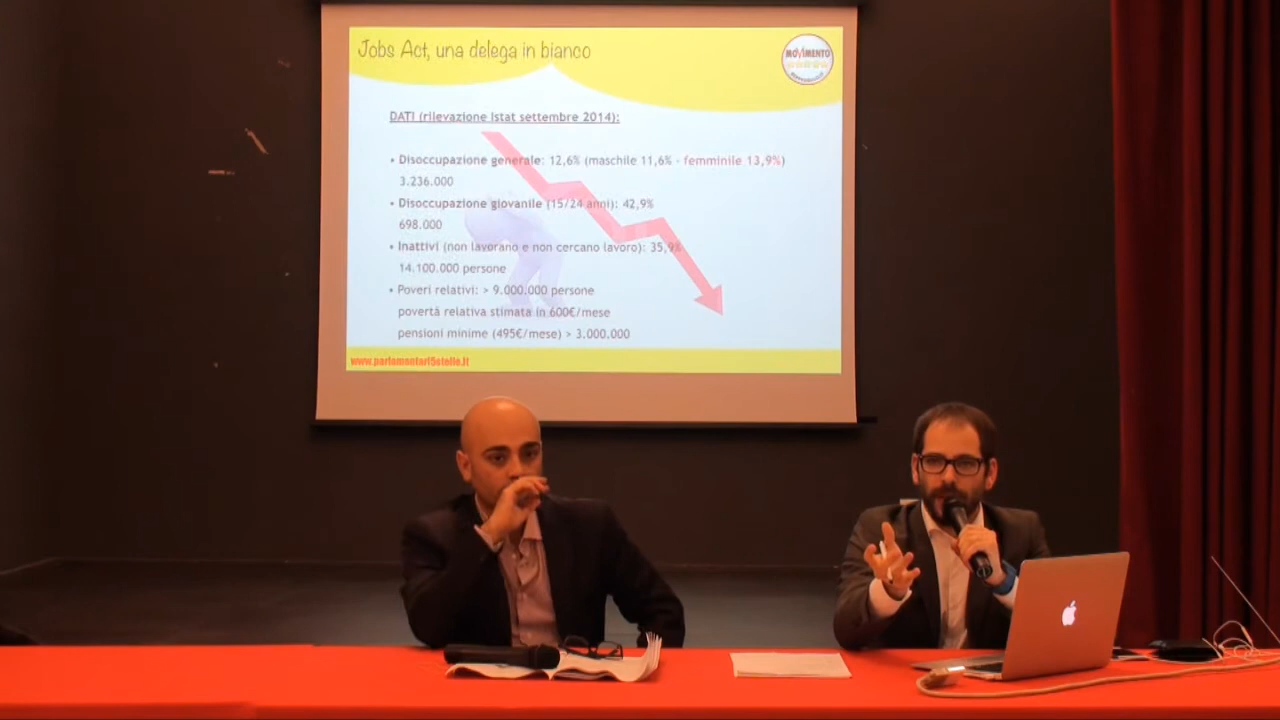 Jobs Act, una delega in bianco
MOVIMENTO
DATI (rilevazione Istat settembre 2014):
• Disoccupazione generale: 12,6% (maschile 11,6% - femminile 13,9%)
3.236.000
• Disoccupazione giovanile (15/24 anni): 42,9%
698.000
• Inattivi (non lavorano e non cercano lavoro): 35,9%
14.100.000 persone
• Poveri relativi: > 9.000.000 persone
povertà relativa stimata in 600€/mese
pensioni minime (495€/mese) > 3.000.000
www.parlamentari5stelle.it